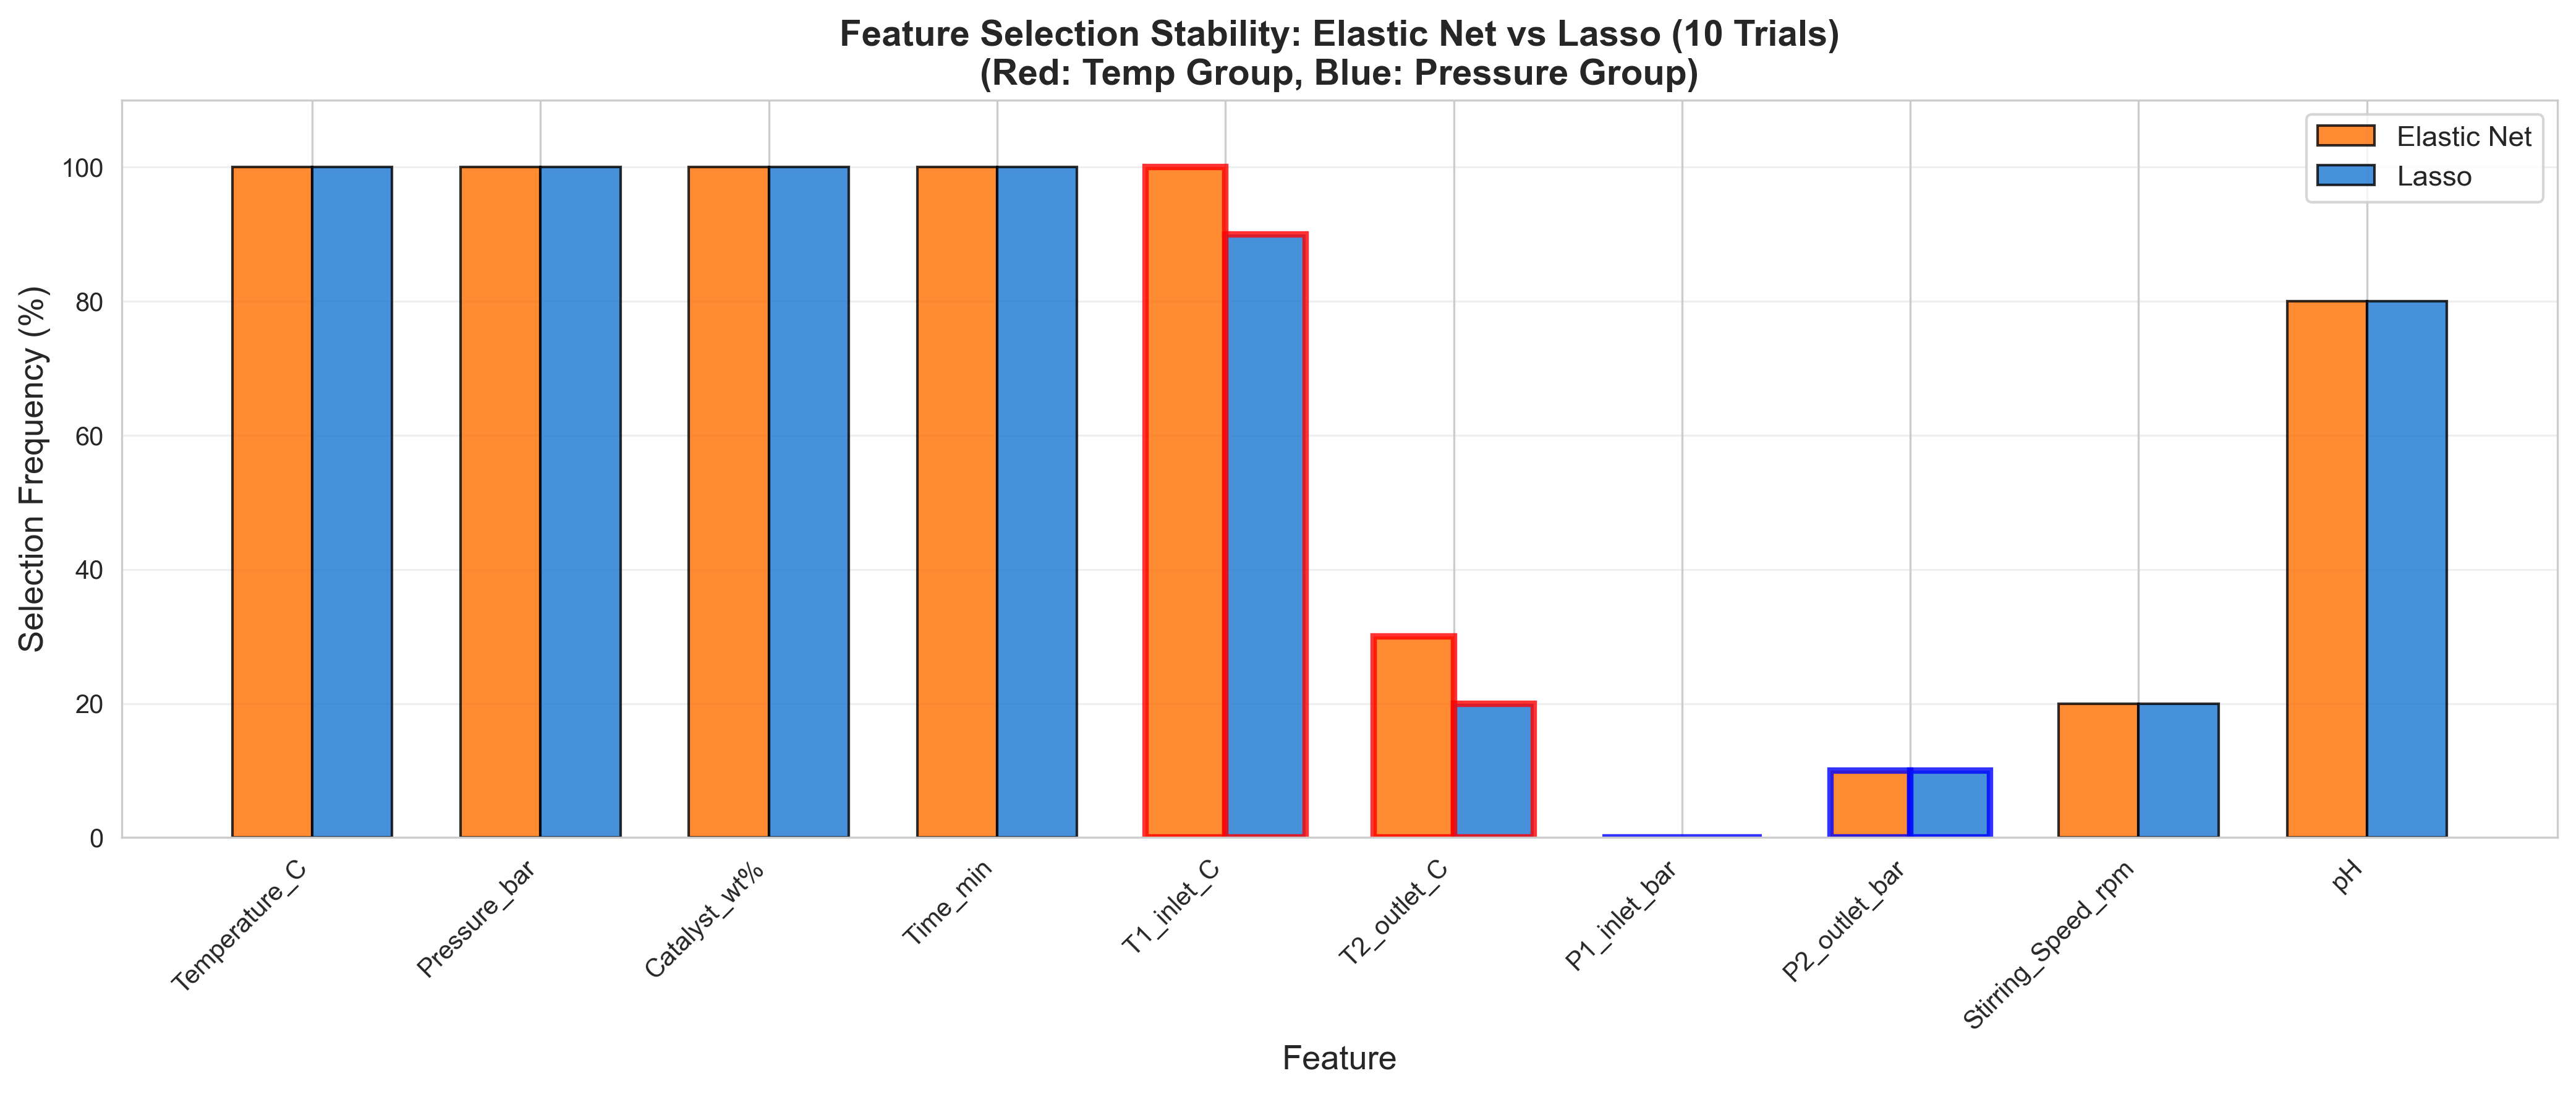 Feature Selection Stability: Elastic Net vs Lasso (10 Trials)
(Red: Temp Group, Blue: Pressure Group)
Elastic Net
Lasso
Selection Frequency (%)
100
80
60
40
20
0
Temperature_C
Pressure_bar
Catalyst_wt%
Time_min
T1_inlet_C
T2_outlet_C
P1_inlet_bar
P2_outlet_bar
Stirring_Speed_rpm
pH
Feature